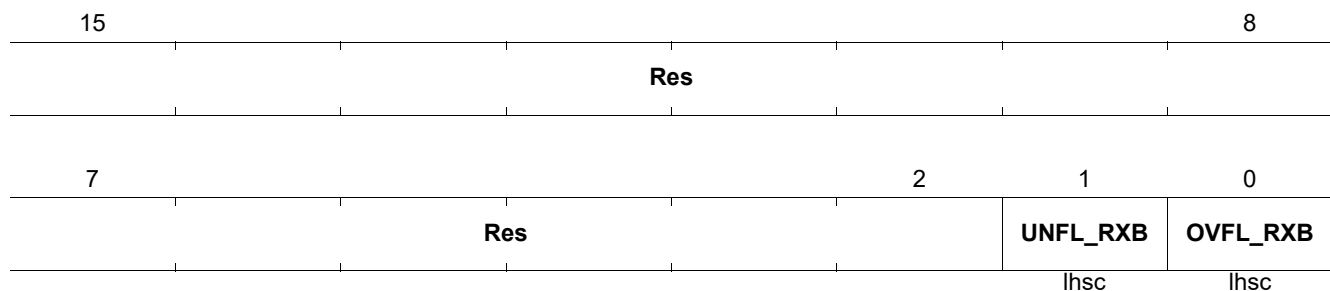 15 8
Res
7 2 1 0
Res UNFL_RXB OVFL_RXB
lhsc lhsc